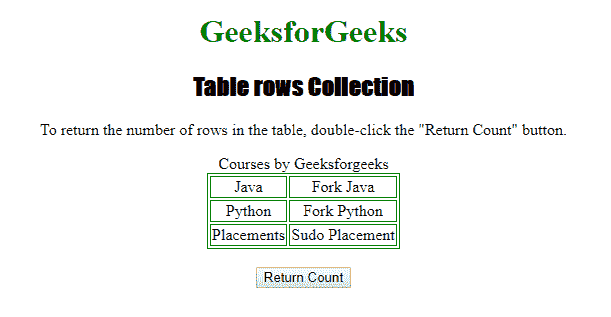 GeeksforGeeks
Table rows Collection
To return the number of rows in the table, double-click the "Return Count" button.
Courses by Geeksforgeeks
Java Fork Java
Python Fork Python
Placements Sudo Placement
Return Count